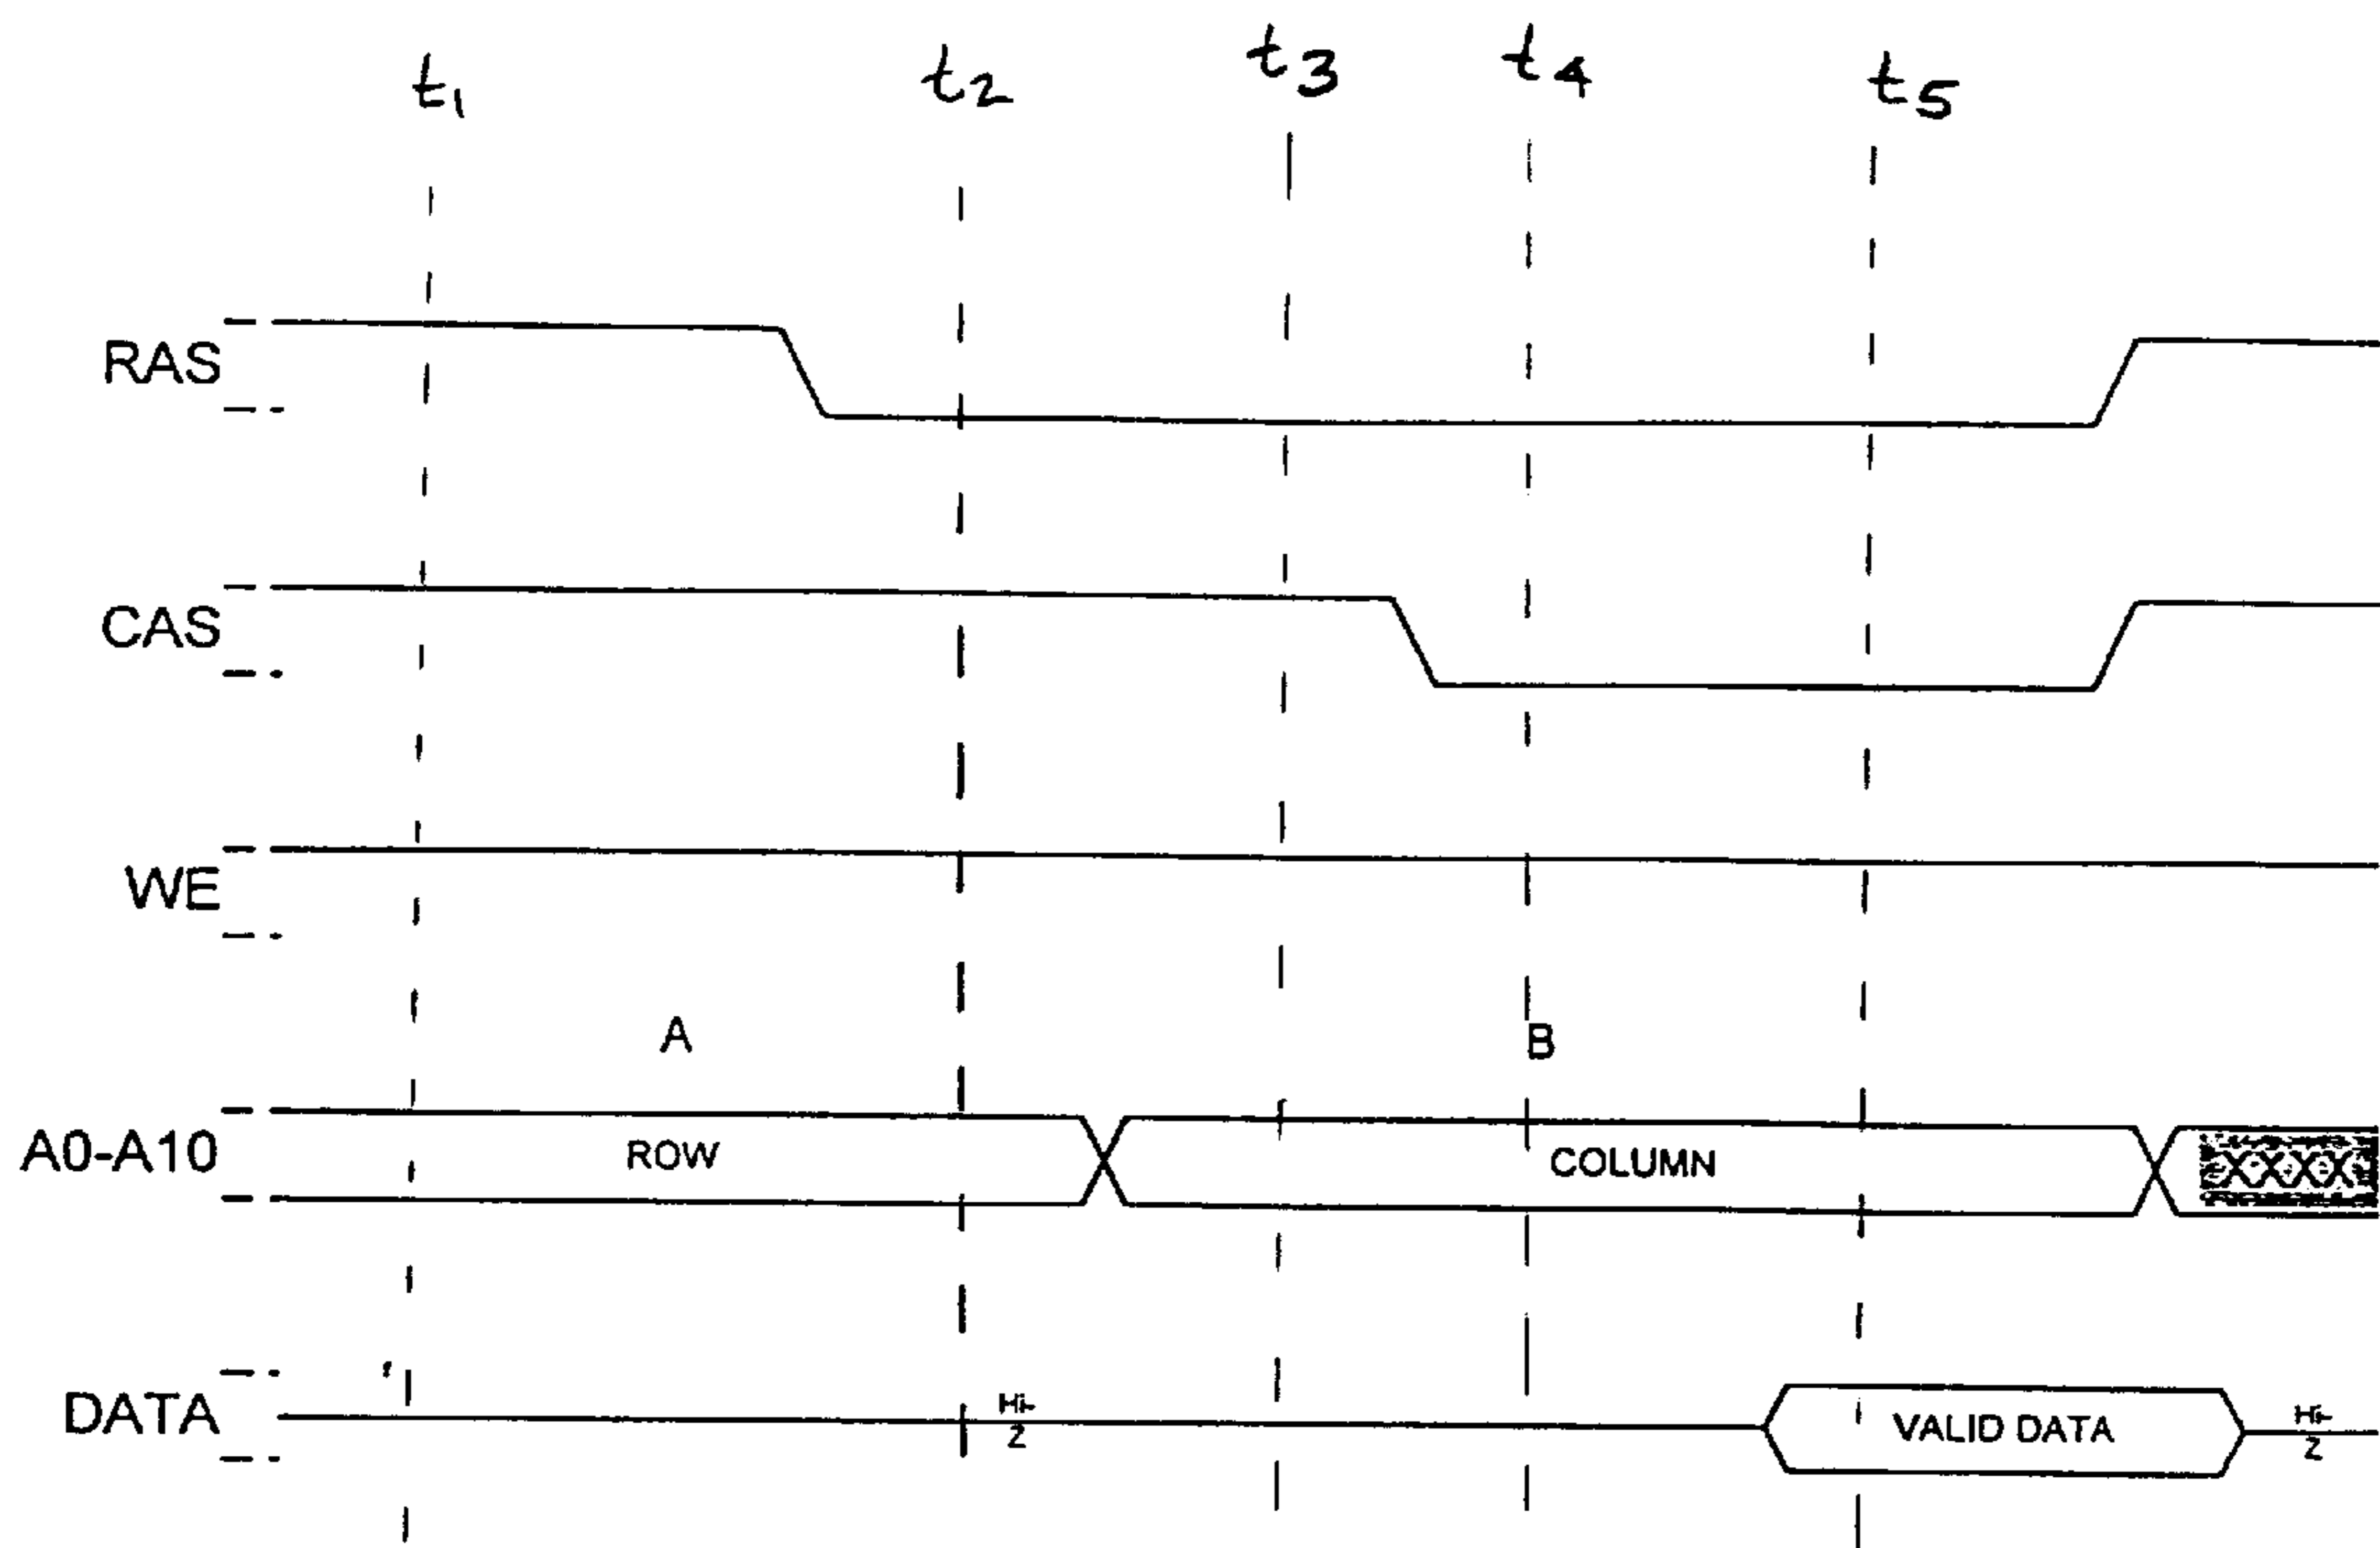 t1 t2 t3 t4 t5
RAS
CAS
WE
A B
A0-A10 ROW COLUMN
DATA Hi-Z VALID DATA Hi-Z